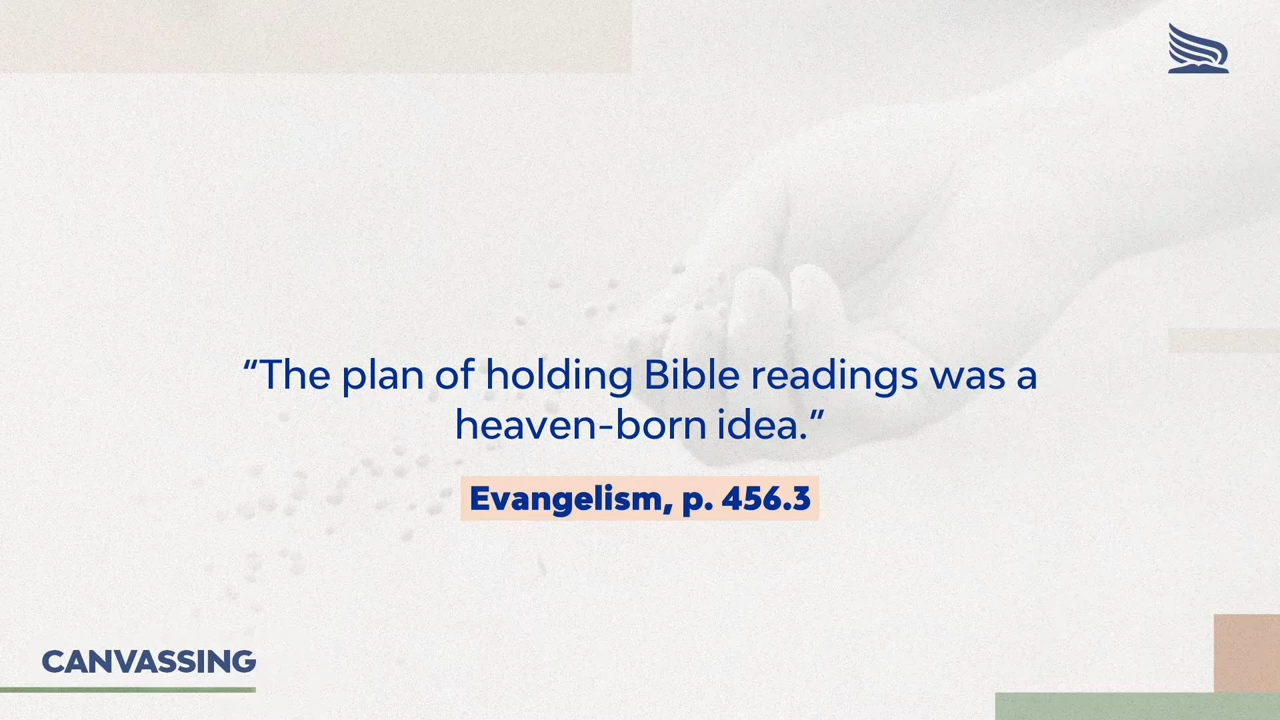 “The plan of holding Bible readings was a
heaven-born idea.”
Evangelism, p. 456.3
CANVASSING